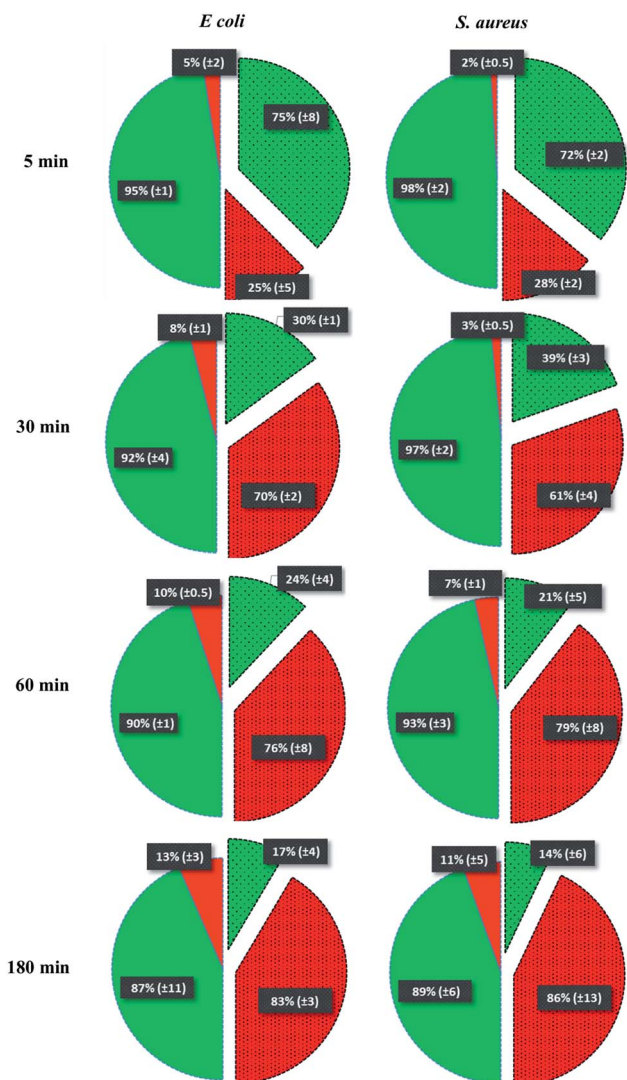 E coli S. aureus
5% (±2) 2% (±0.5)
75% (±8) 72% (±2)
5 min
95% (±1) 98% (±2)
25% (±5) 28% (±2)
8% (±1) 30% (±1) 3% (±0.5) 39% (±3)
30 min
92% (±4) 97% (±2)
70% (±2) 61% (±4)
10% (±0.5) 24% (±4) 7% (±1) 21% (±5)
60 min
90% (±1) 76% (±8) 93% (±3) 79% (±8)
13% (±3) 17% (±4) 11% (±5) 14% (±6)
180 min
87% (±11) 83% (±3) 89% (±6) 86% (±13)